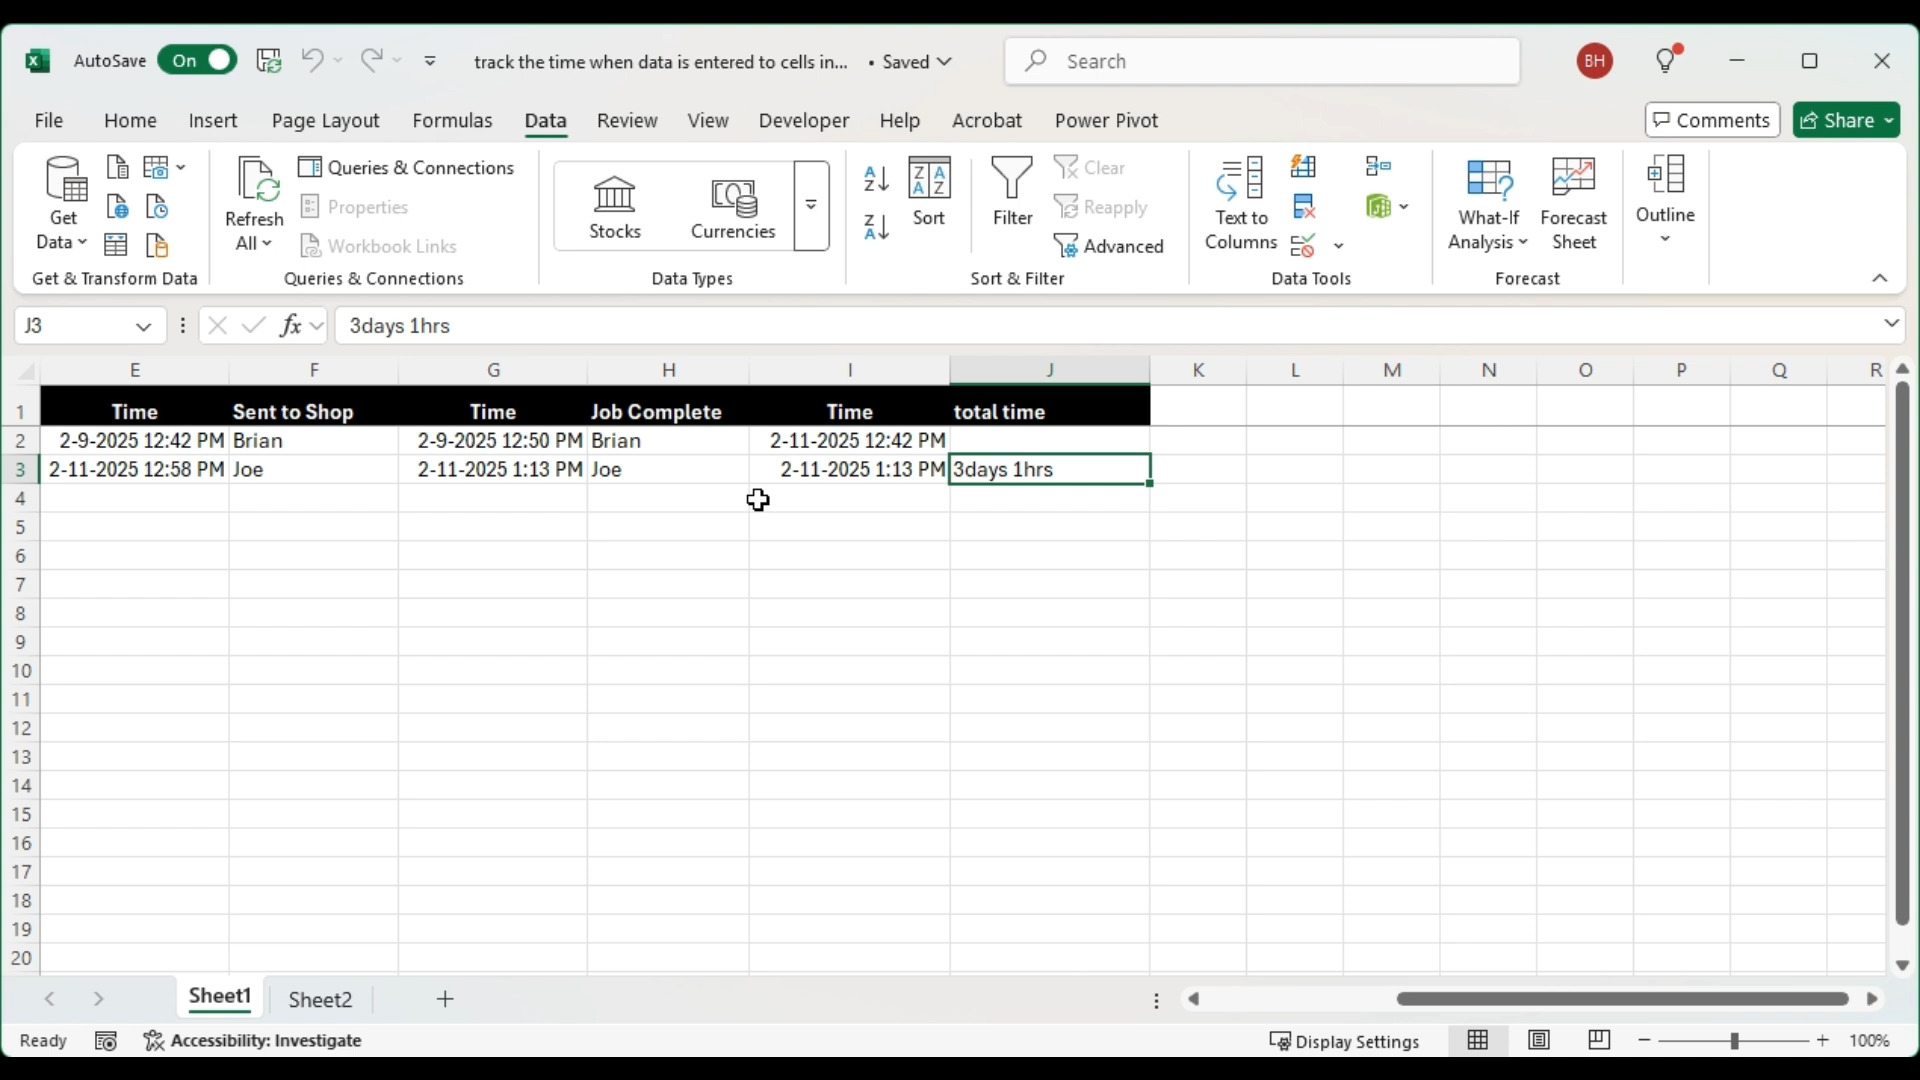 AutoSave On track the time when data is entered to cells in... • Saved Search BH
File Home Insert Page Layout Formulas Data Review View Developer Help Acrobat Power Pivot Comments Share
Get Data
Refresh All
Queries & Connections
Properties
Workbook Links
Stocks Currencies
Sort
Filter
Clear
Reapply
Advanced
Text to Columns
What-If Analysis
Forecast Sheet
Outline
Get & Transform Data Queries & Connections Data Types Sort & Filter Data Tools Forecast
J3 fx 3days 1hrs
E F G H I J K L M N O P Q R
1 Time Sent to Shop Time Job Complete Time total time
2 2-9-2025 12:42 PM Brian 2-9-2025 12:50 PM Brian 2-11-2025 12:42 PM
3 2-11-2025 12:58 PM Joe 2-11-2025 1:13 PM Joe 2-11-2025 1:13 PM 3days 1hrs
4
5
6
7
8
9
10
11
12
13
14
15
16
17
18
19
20
Sheet1 Sheet2
Ready Accessibility: Investigate Display Settings 100%